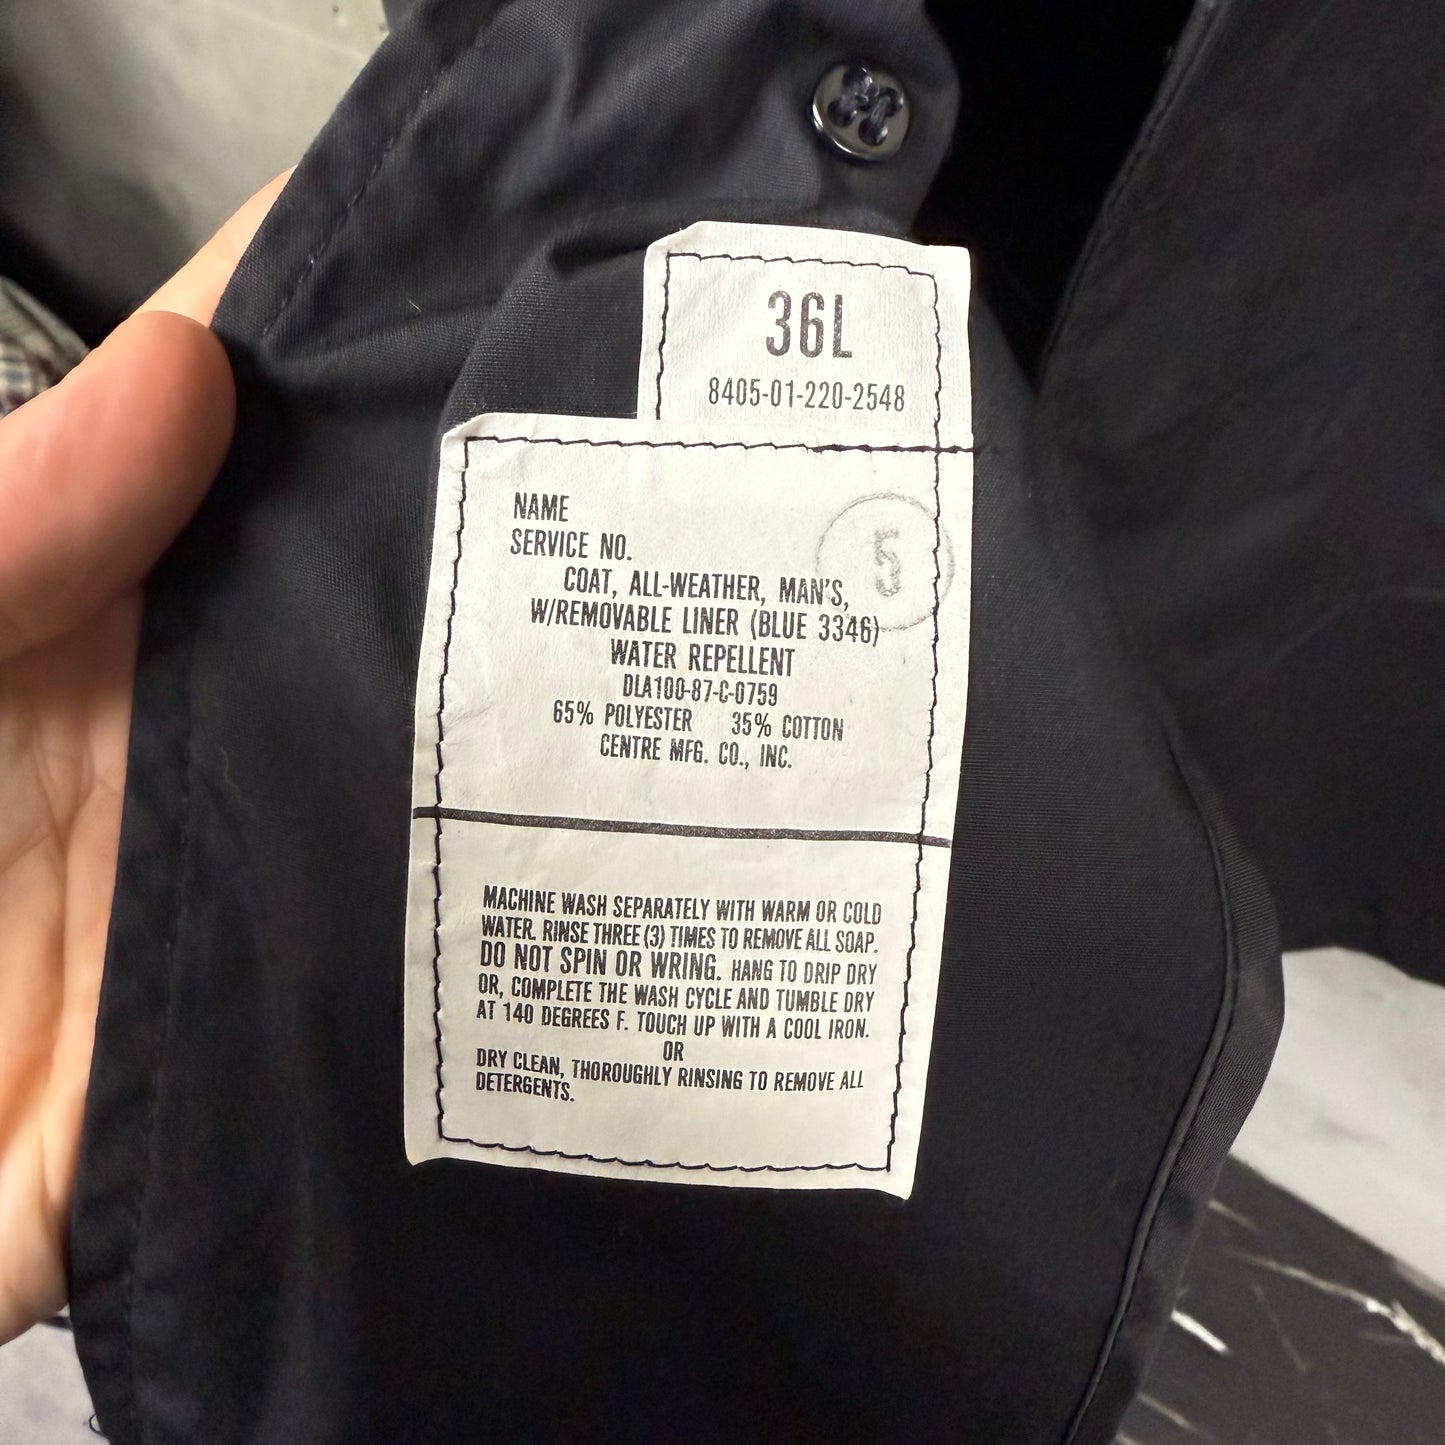 36L
8405-01-220-2548
NAME
SERVICE NO.
5
COAT, ALL-WEATHER, MAN'S,
W/REMOVABLE LINER (BLUE 3346)
WATER REPELLENT
DLA100-87-C-0759
65% POLYESTER 35% COTTON
CENTRE MFG. CO., INC.
MACHINE WASH SEPARATELY WITH WARM OR COLD
WATER. RINSE THREE (3) TIMES TO REMOVE ALL SOAP.
DO NOT SPIN OR WRING. HANG TO DRIP DRY
OR, COMPLETE THE WASH CYCLE AND TUMBLE DRY
AT 140 DEGREES F. TOUCH UP WITH A COOL IRON.
OR
DRY CLEAN, THOROUGHLY RINSING TO REMOVE ALL
DETERGENTS.